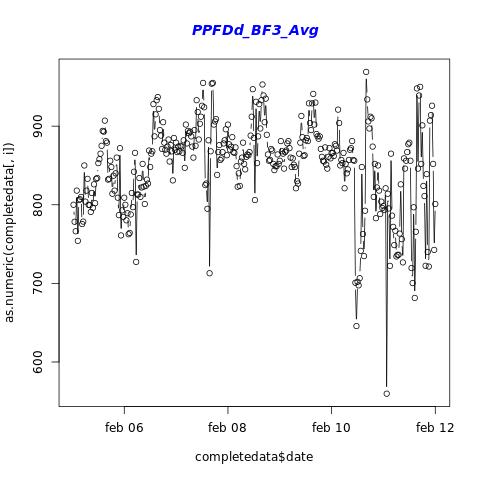 PPFDd_BF3_Avg
as.numeric(completedata[, i])
900
800
700
600
feb 06
feb 08
feb 10
feb 12
completedata$date